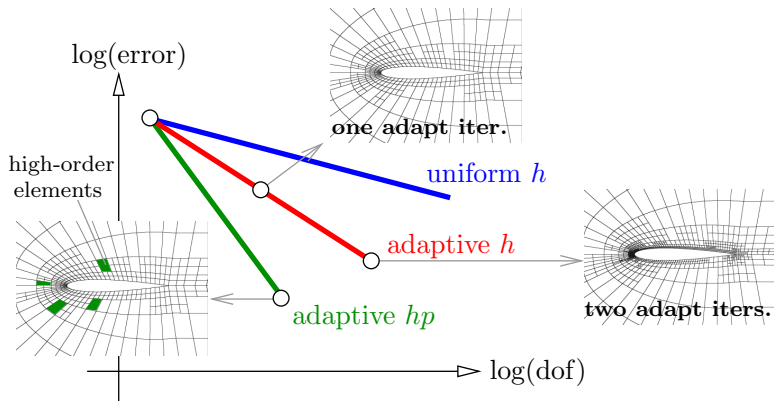 log(error)
one adapt iter.
high-order
elements
uniform h
adaptive h
adaptive hp
two adapt iters.
log(dof)